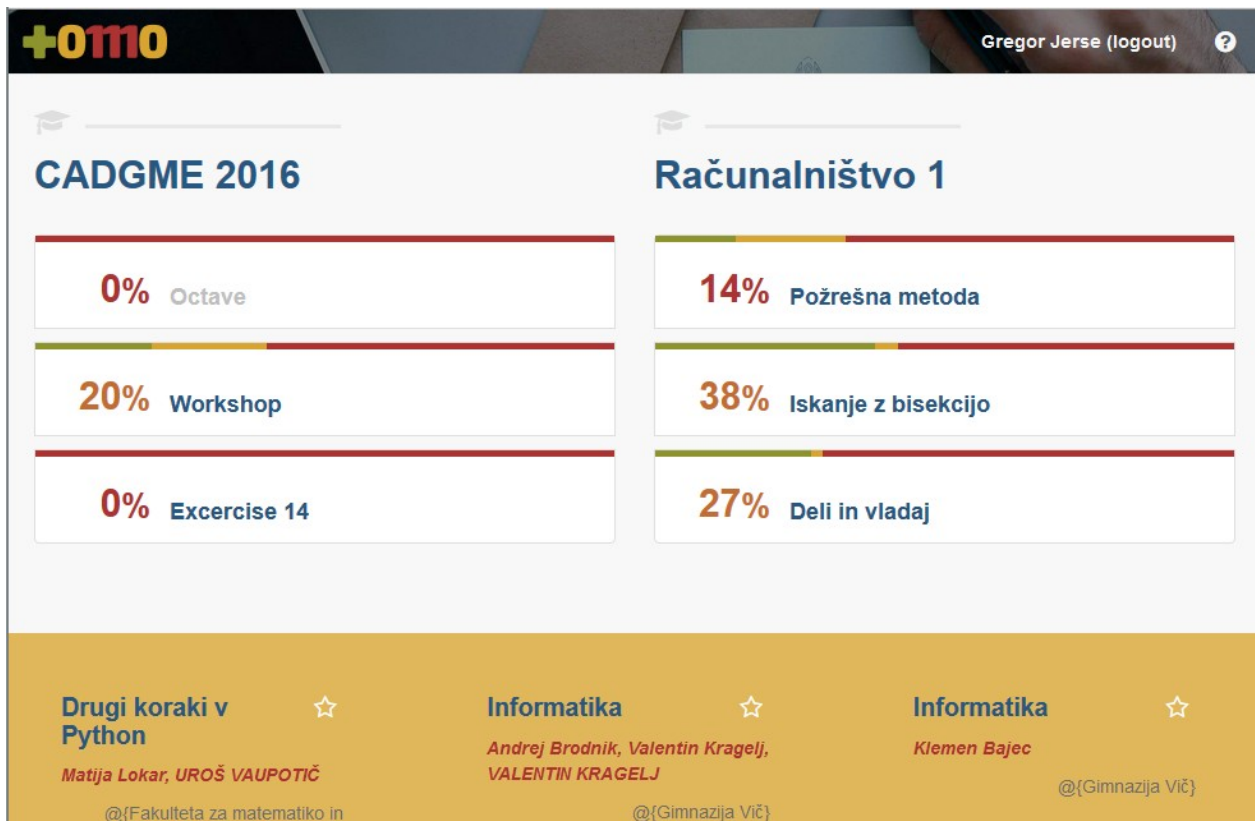 +01110
Gregor Jerse (logout) ?
CADGME 2016
0% Octave
20% Workshop
0% Excercise 14
Računalništvo 1
14% Požrešna metoda
38% Iskanje z bisekcijo
27% Deli in vladaj
Drugi koraki v
Python
Matija Lokar, UROŠ VAUPOTIČ
@{Fakulteta za matematiko in
Informatika
Andrej Brodnik, Valentin Kragelj,
VALENTIN KRAGELJ
@{Gimnazija Vič}
Informatika
Klemen Bajec
@{Gimnazija Vič}